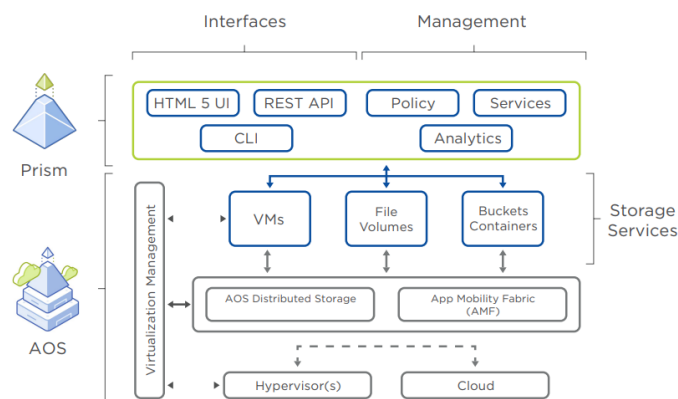 Interfaces
Management
HTML 5 UI
REST API
Policy
Services
CLI
Analytics
Prism
Virtualization Management
VMs
File
Volumes
Buckets
Containers
Storage
Services
AOS Distributed Storage
App Mobility Fabric
(AMF)
AOS
Hypervisor(s)
Cloud